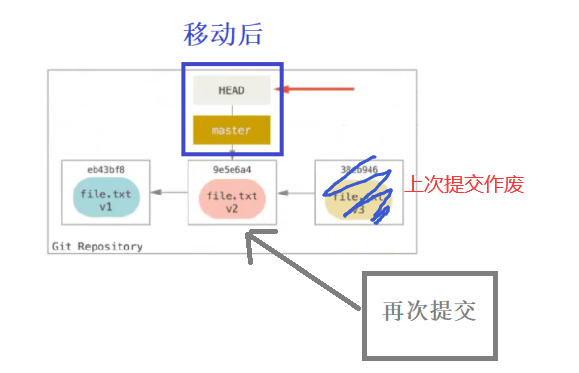 移动后
HEAD
master
eb43bf8
9e5e6a4
file.txt
v1
file.txt
v2
file.txt
v3
上次提交作废
Git Repository
再次提交